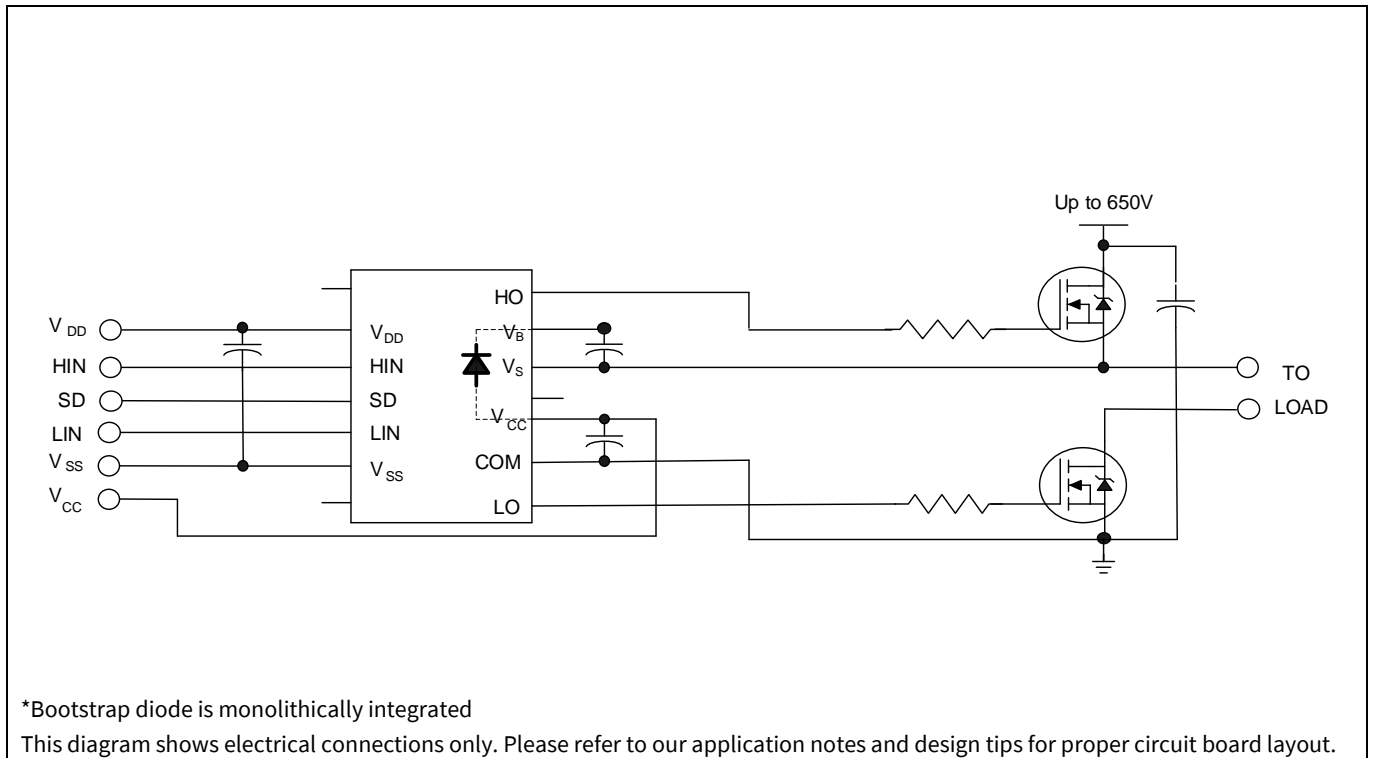 Up to 650V
V DD
HIN
SD
LIN
V SS
V CC
V DD
HIN
SD
LIN
V SS
HO
V B
V S
V CC
COM
LO
TO
LOAD
*Bootstrap diode is monolithically integrated
This diagram shows electrical connections only. Please refer to our application notes and design tips for proper circuit board layout.